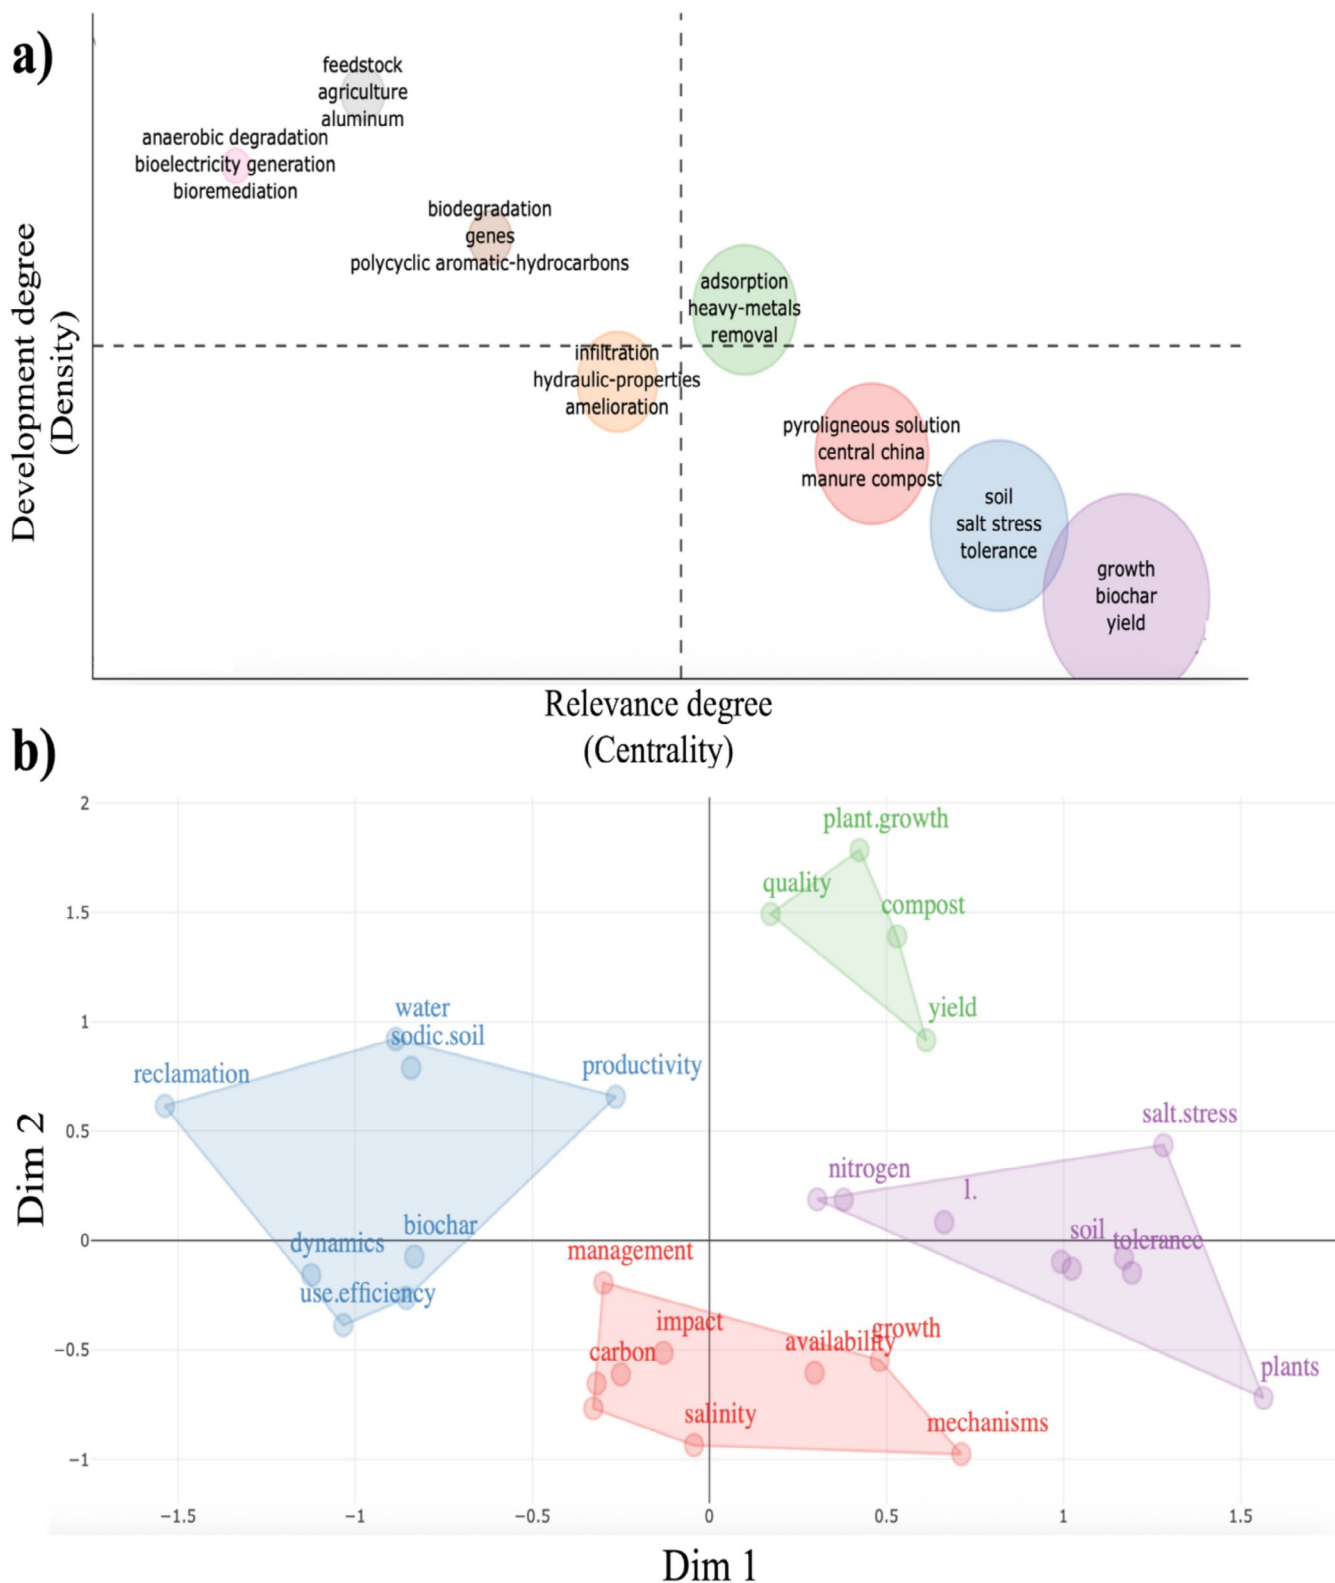 a)
feedstock
agriculture
aluminum
anaerobic degradation
bioelectricity generation
bioremediation
biodegradation
genes
polycyclic aromatic-hydrocarbons
adsorption
heavy-metals
removal
infiltration
hydraulic-properties
amelioration
pyroligneous solution
central china
manure compost
soil
salt stress
tolerance
growth
biochar
yield
Development degree
(Density)
Relevance degree
(Centrality)
b)
2
1.5
1
0.5
0
−0.5
−1
plant.growth
quality
compost
yield
water
sodic.soil
reclamation
productivity
salt.stress
nitrogen
l.
soil
tolerance
biochar
dynamics
use.efficiency
management
impact
growth
availability
carbon
plants
salinity
mechanisms
Dim 2
−1.5
−1
−0.5
0
0.5
1
1.5
Dim 1